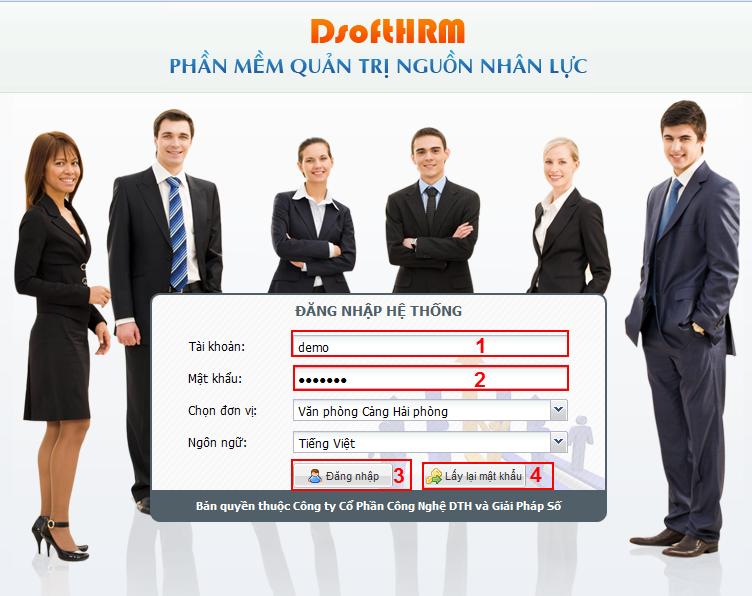 DsoftHRM
PHẦN MỀM QUẢN TRỊ NGUỒN NHÂN LỰC
ĐĂNG NHẬP HỆ THỐNG
Tài khoản: demo 1
Mật khẩu: ●●●●●●● 2
Chọn đơn vị: Văn phòng Cảng Hải phòng
Ngôn ngữ: Tiếng Việt
Đăng nhập 3 Lấy lại mật khẩu 4
Bản quyền thuộc Công ty Cổ Phần Công Nghệ DTH và Giải Pháp Số